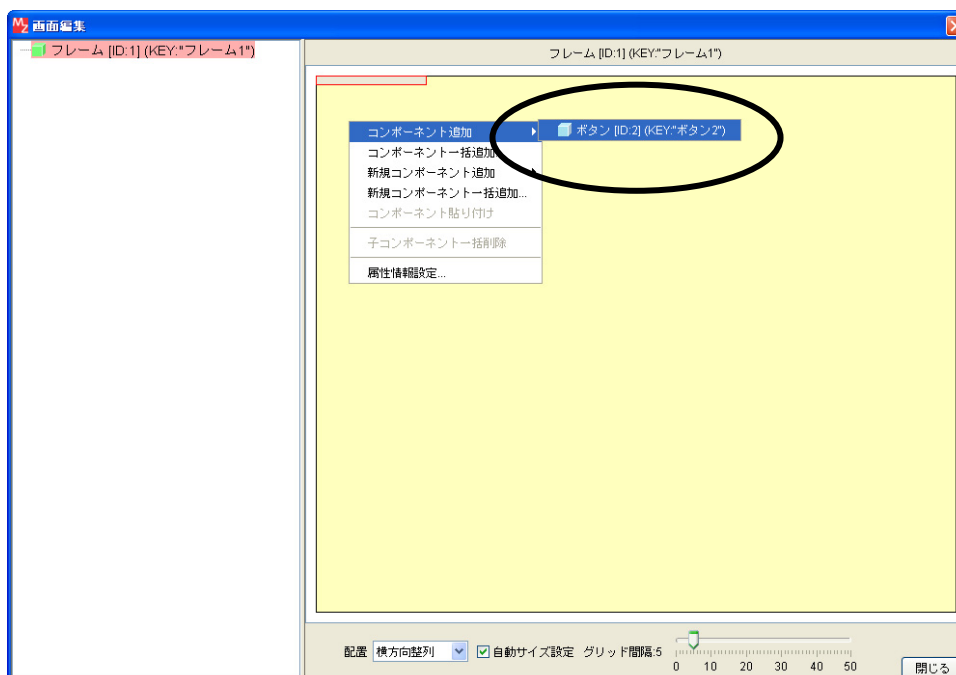 画面編集
フレーム [ID:1] (KEY:"フレーム1")
フレーム [ID:1] (KEY:"フレーム1")
コンポーネント追加
ボタン [ID:2] (KEY:"ボタン2")
コンポーネント一括追加...
新規コンポーネント追加
新規コンポーネント一括追加...
コンポーネント貼り付け
子コンポーネント一括削除
属性情報設定...
配置 横方向整列 自動サイズ設定 グリッド間隔:5
0 10 20 30 40 50
閉じる